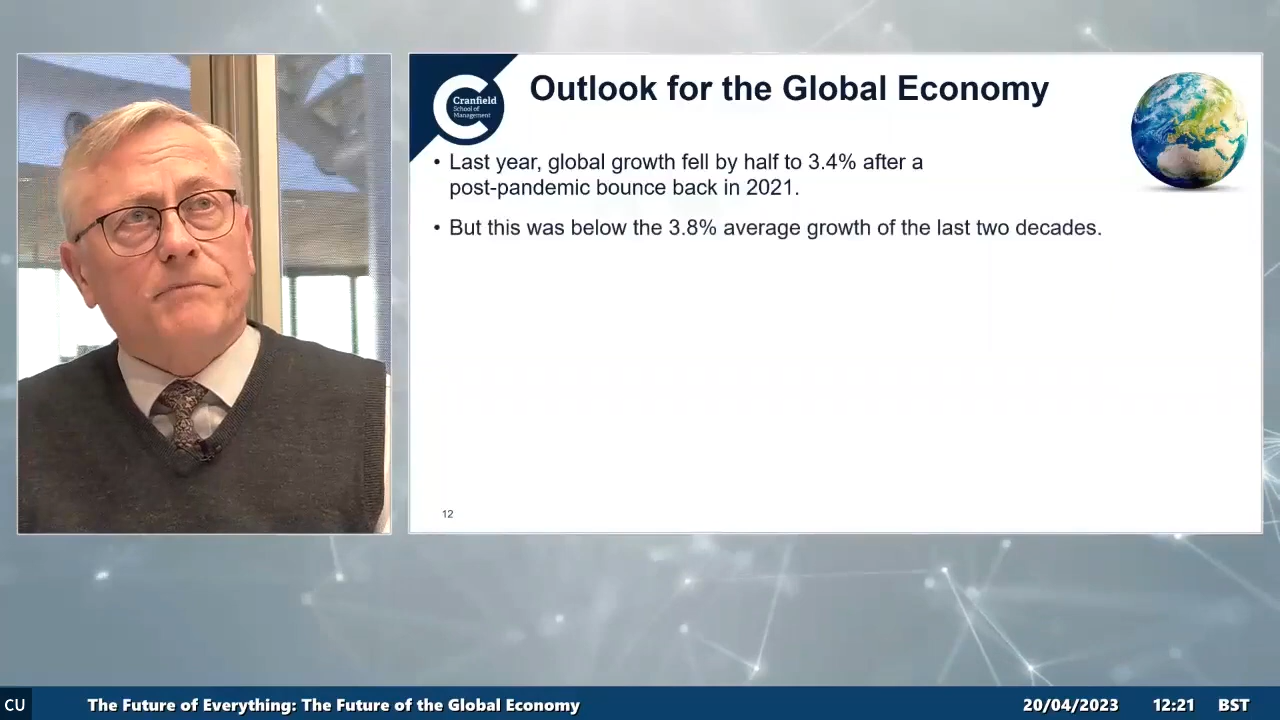 Cranfield
School of
Management
Outlook for the Global Economy
• Last year, global growth fell by half to 3.4% after a
post-pandemic bounce back in 2021.
• But this was below the 3.8% average growth of the last two decades.
12
CU The Future of Everything: The Future of the Global Economy 20/04/2023 12:21 BST